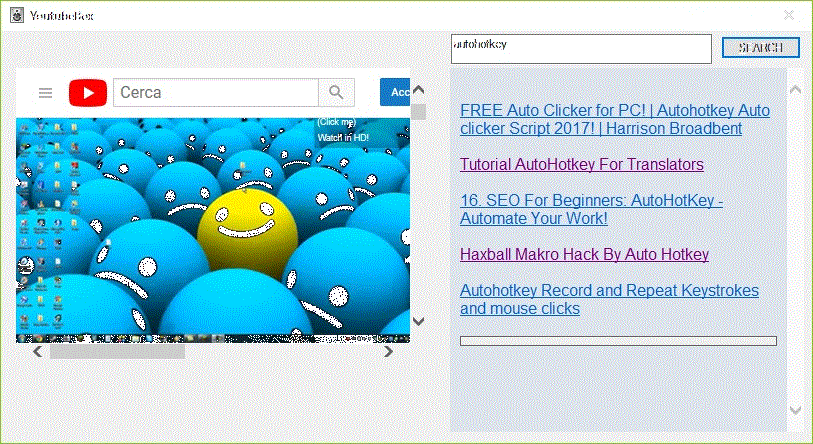 YoutubeBox
autohotkey
SEARCH
Cerca
Acc
(Click me)
Watch in HD!
FREE Auto Clicker for PC! | Autohotkey Auto
clicker Script 2017! | Harrison Broadbent
Tutorial AutoHotkey For Translators
16. SEO For Beginners: AutoHotKey -
Automate Your Work!
Haxball Makro Hack By Auto Hotkey
Autohotkey Record and Repeat Keystrokes
and mouse clicks